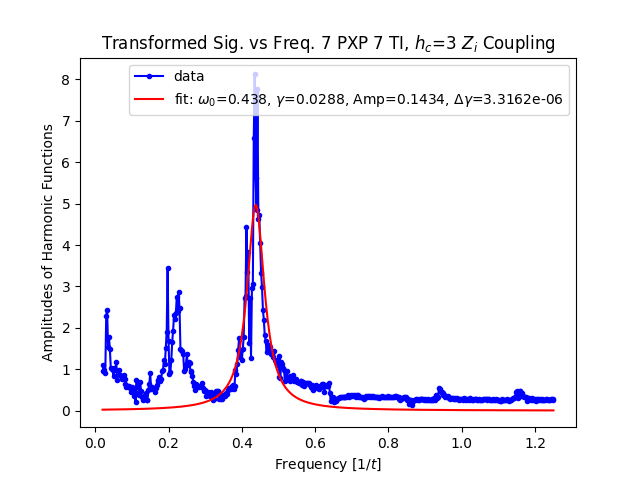 Transformed Sig. vs Freq. 7 PXP 7 TI, $h_c$=3 $Z_i$ Coupling
data
fit: $\omega_0$=0.438, $\gamma$=0.0288, Amp=0.1434, $\Delta\gamma$=3.3162e-06
Amplitudes of Harmonic Functions
8
7
6
5
4
3
2
1
0
0.0 0.2 0.4 0.6 0.8 1.0 1.2
Frequency [1/$t$]